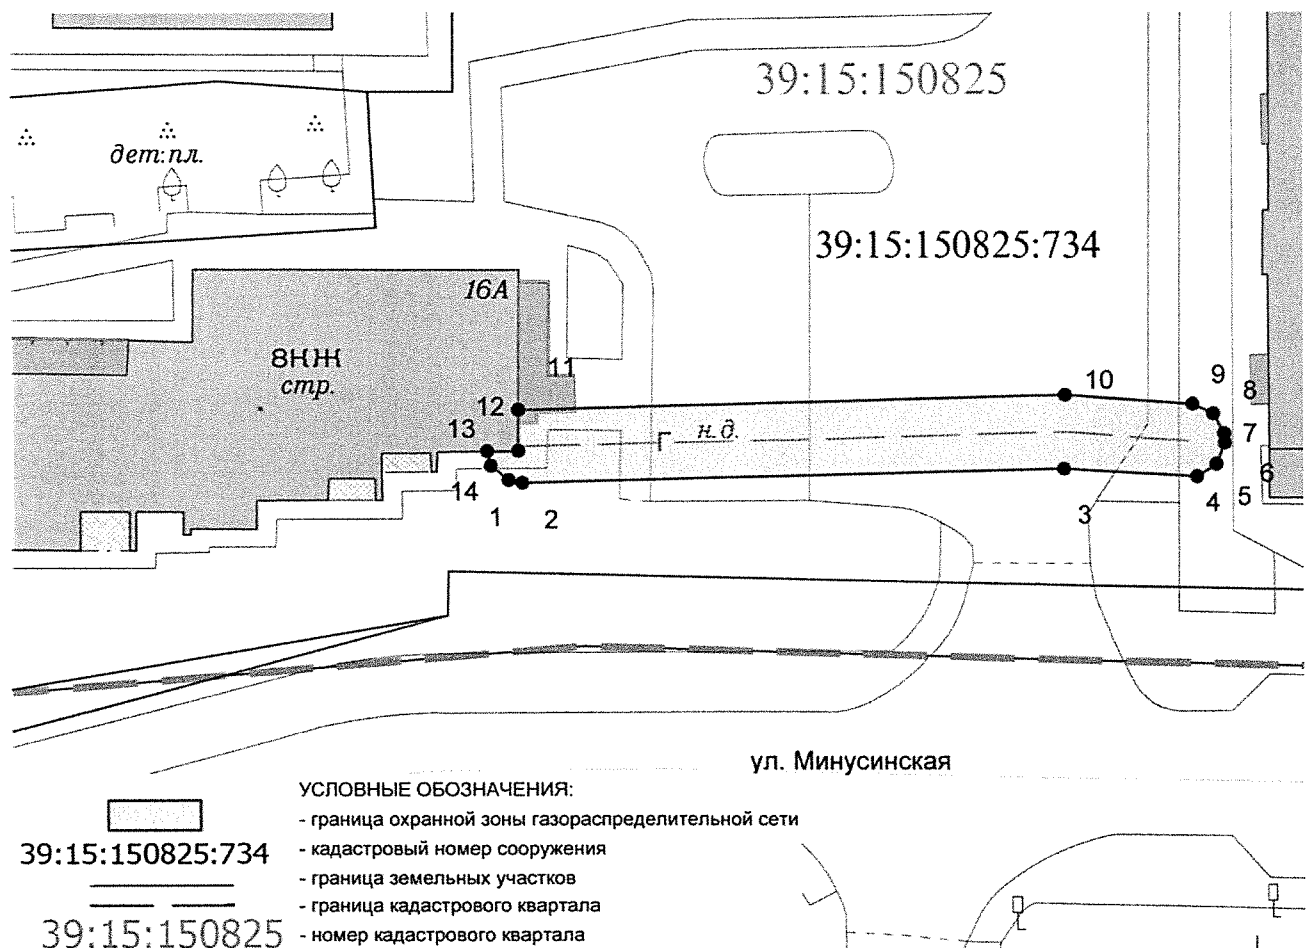 39:15:150825
дет.пл.
39:15:150825:734
16А
8КЖ
стр.
11
10
9
8
12
13
н.д.
Г
7
6
14
1
2
3
4
5
ул. Минусинская
УСЛОВНЫЕ ОБОЗНАЧЕНИЯ:
- граница охранной зоны газораспределительной сети
39:15:150825:734 - кадастровый номер сооружения
- граница земельных участков
- граница кадастрового квартала
39:15:150825 - номер кадастрового квартала